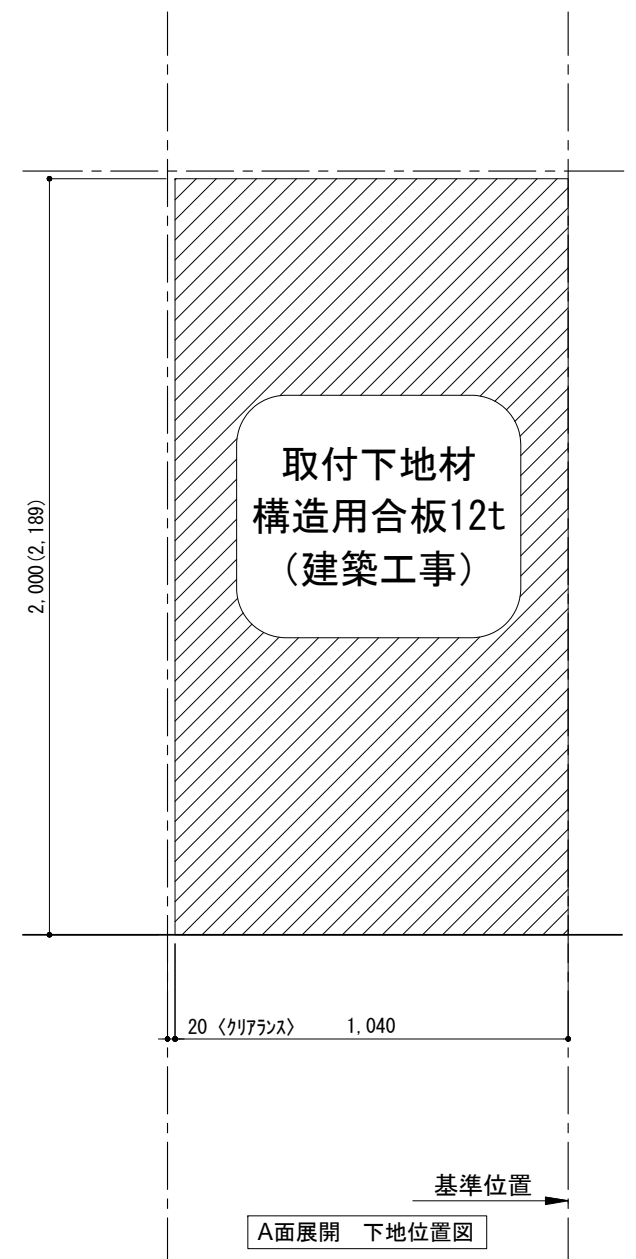 取付下地材
構造用合板12t
（建築工事）
2,000(2,189)
20 〈ｸﾘｱﾗﾝｽ〉 1,040
基準位置
A面展開　下地位置図